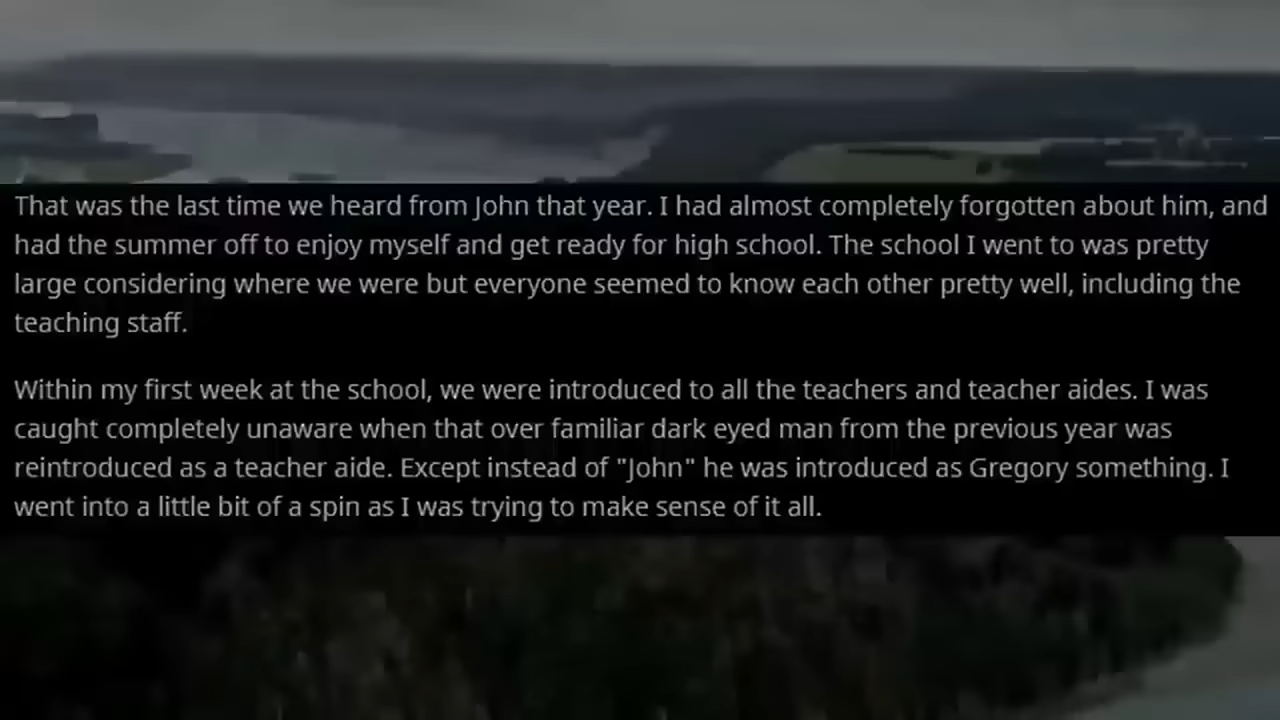 That was the last time we heard from John that year. I had almost completely forgotten about him, and
had the summer off to enjoy myself and get ready for high school. The school I went to was pretty
large considering where we were but everyone seemed to know each other pretty well, including the
teaching staff.
Within my first week at the school, we were introduced to all the teachers and teacher aides. I was
caught completely unaware when that over familiar dark eyed man from the previous year was
reintroduced as a teacher aide. Except instead of "John" he was introduced as Gregory something. I
went into a little bit of a spin as I was trying to make sense of it all.